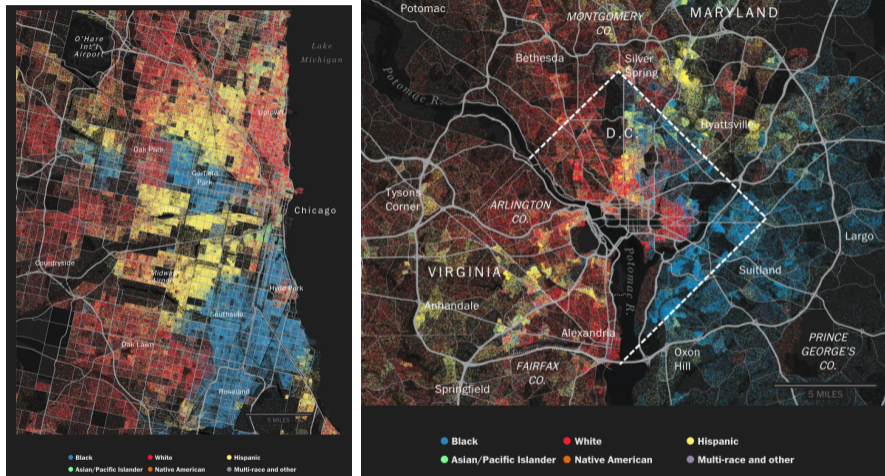 O'Hare
Int'l
Airport
Lake
Michigan
Uptown
Oak Park
Garfield
Park
Chicago
Countryside
Midway
Airport
Hyde Park
Southside
Oak Lawn
Roseland
5 MILES
Black
White
Hispanic
Asian/Pacific Islander
Native American
Multi-race and other
Potomac
MONTGOMERY
CO.
MARYLAND
Bethesda
Silver
Spring
Potomac R.
D.C.
Hyattsville
Tysons
Corner
ARLINGTON
CO.
Largo
VIRGINIA
Potomac R.
Suitland
Annandale
Alexandria
PRINCE
GEORGE'S
CO.
Oxon
Hill
FAIRFAX
CO.
Springfield
5 MILES
Black
White
Hispanic
Asian/Pacific Islander
Native American
Multi-race and other